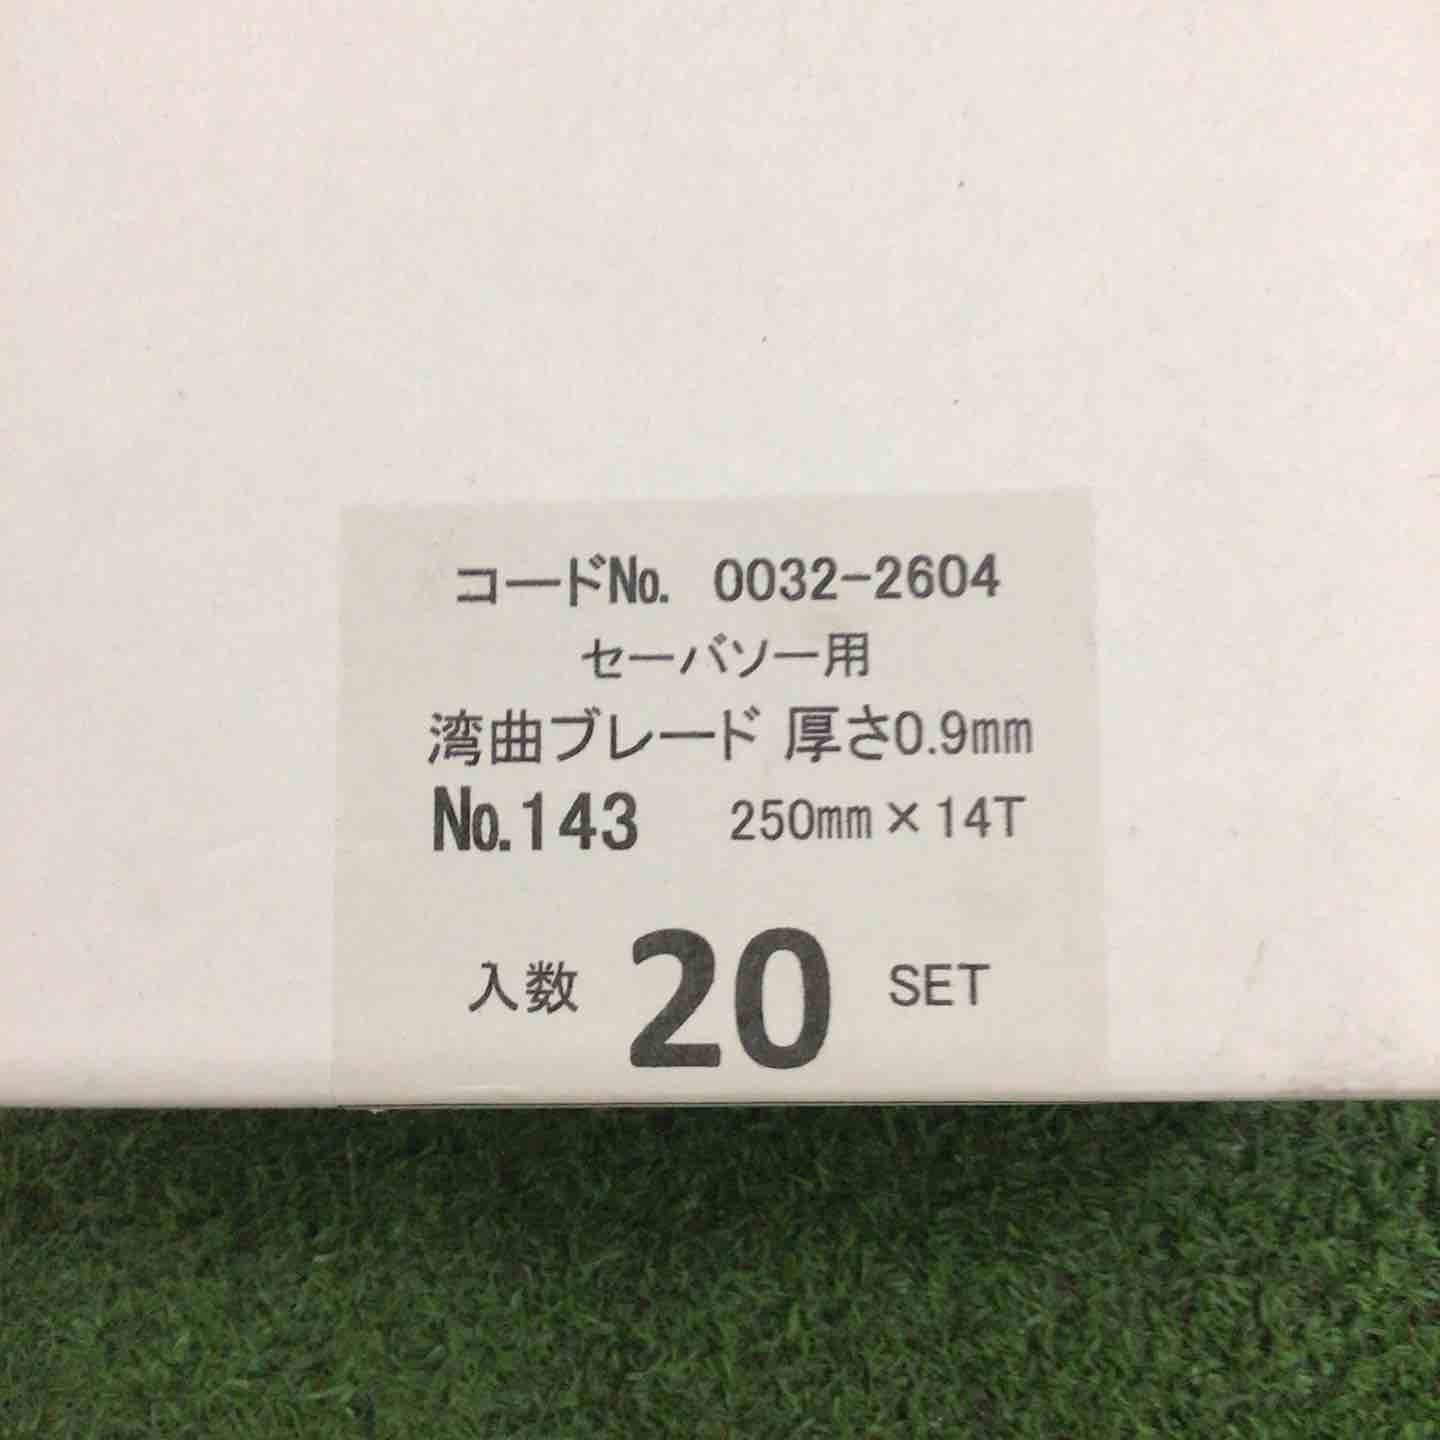 コードNo. 0032-2604
セーバソー用
湾曲ブレード 厚さ0.9mm
No.143 250mm×14T
入数 20 SET